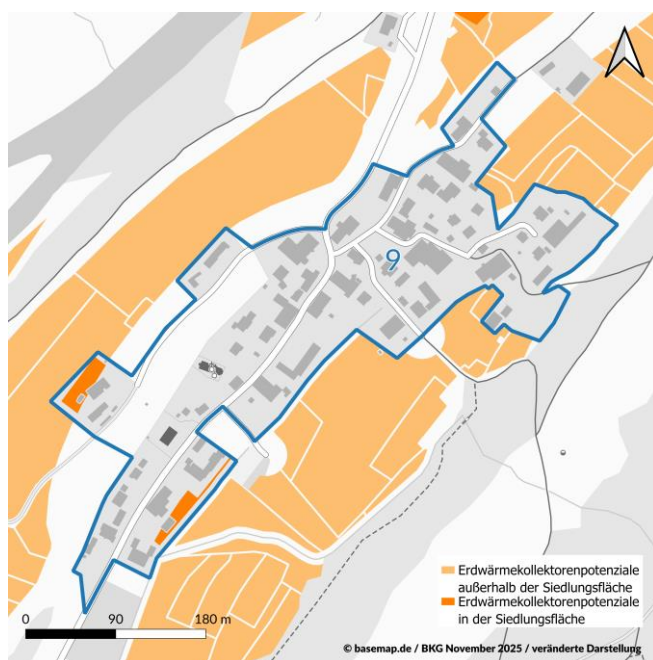 9
Erdwärmekollektorenpotenziale
außerhalb der Siedlungsfläche
Erdwärmekollektorenpotenziale
in der Siedlungsfläche
0 90 180 m
© basemap.de / BKG November 2025 / veränderte Darstellung